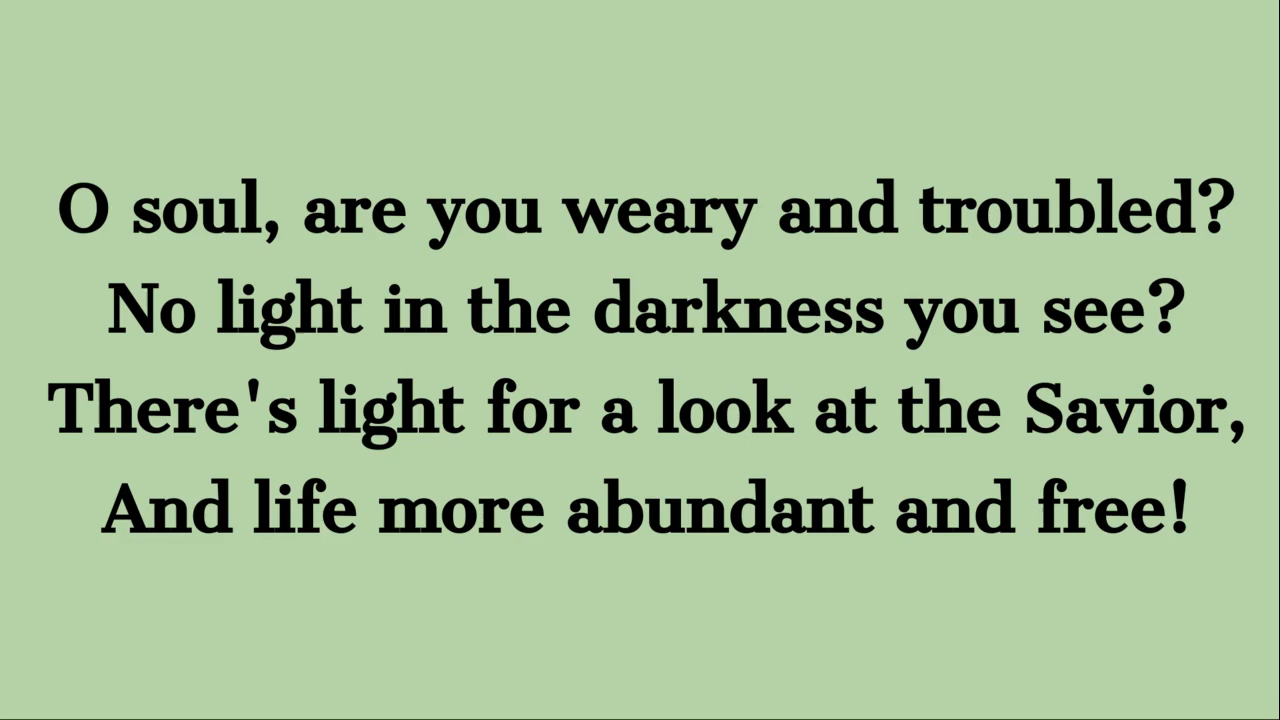 O soul, are you weary and troubled?
No light in the darkness you see?
There's light for a look at the Savior,
And life more abundant and free!